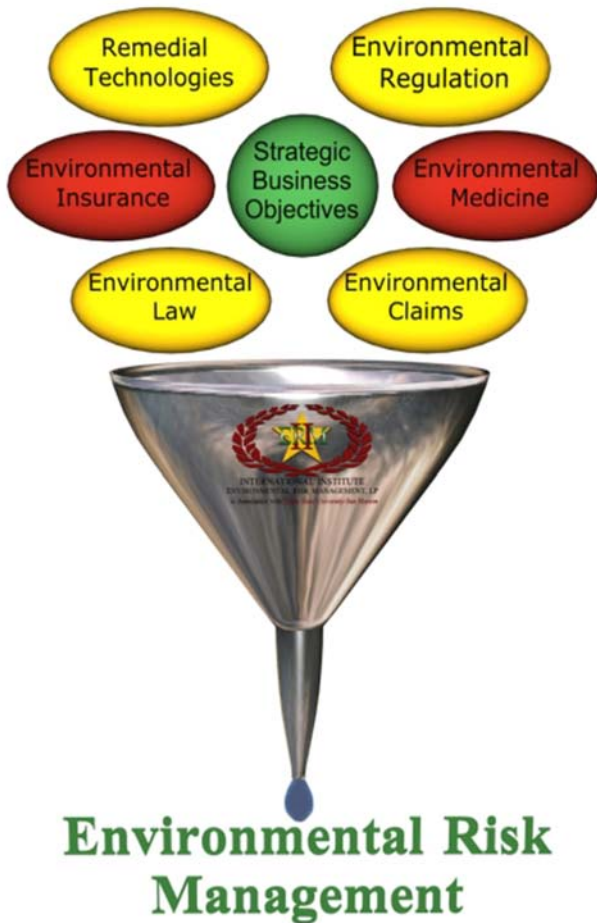 Remedial
Technologies
Environmental
Regulation
Environmental
Insurance
Strategic
Business
Objectives
Environmental
Medicine
Environmental
Law
Environmental
Claims
INTERNATIONAL INSTITUTE
ENVIRONMENTAL RISK MANAGEMENT, LP
Environmental Risk
Management